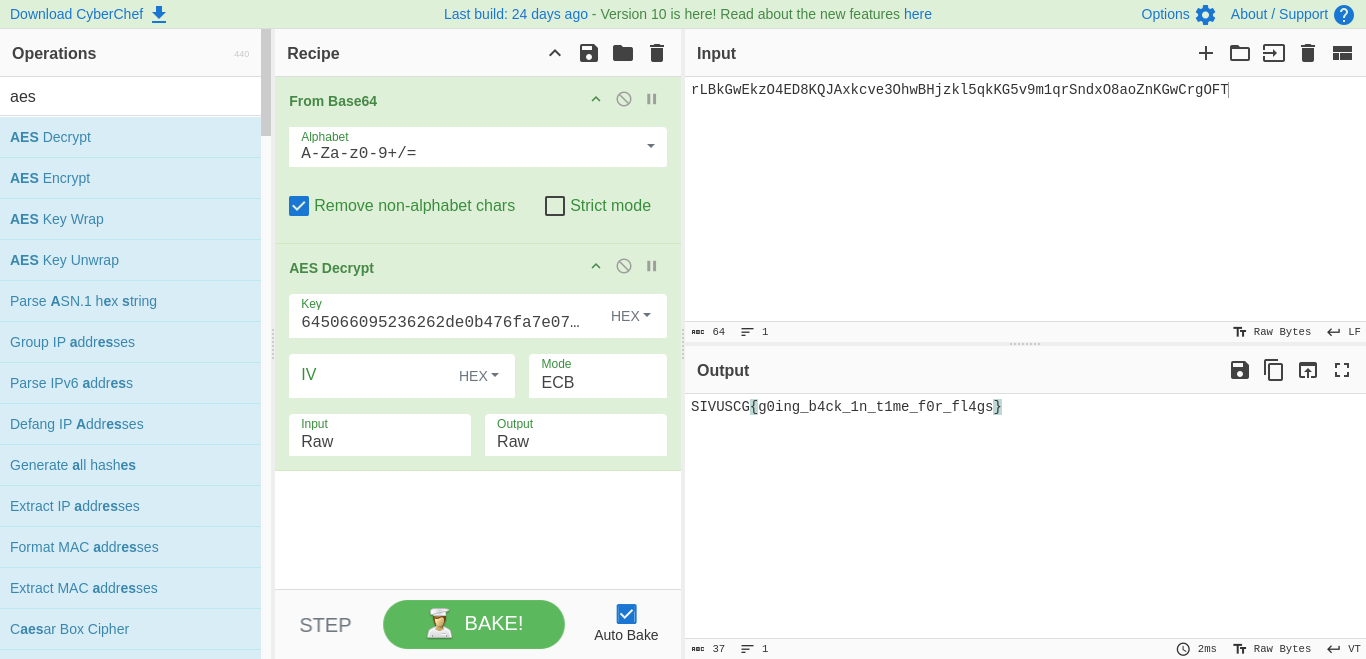 Download CyberChef
Last build: 24 days ago - Version 10 is here! Read about the new features here
Options
About / Support
Operations
440
aes
AES Decrypt
AES Encrypt
AES Key Wrap
AES Key Unwrap
Parse ASN.1 hex string
Group IP addresses
Parse IPv6 address
Defang IP Addresses
Generate all hashes
Extract IP addresses
Format MAC addresses
Extract MAC addresses
Caesar Box Cipher
Recipe
From Base64
Alphabet
A-Za-z0-9+/=
Remove non-alphabet chars
Strict mode
AES Decrypt
Key
645066095236262de0b476fa7e07…
HEX
IV
HEX
Mode
ECB
Input
Raw
Output
Raw
STEP
BAKE!
Auto Bake
Input
rLBkGwEkzO4ED8KQJAxkcve3OhwBHjzkl5qkKG5v9m1qrSndxO8aoZnKGwCrgOFT
ABC 64
1
Tr Raw Bytes
LF
Output
SIVUSCG{g0ing_b4ck_1n_t1me_f0r_fl4gs}
ABC 37
1
2ms
Tr Raw Bytes
VT